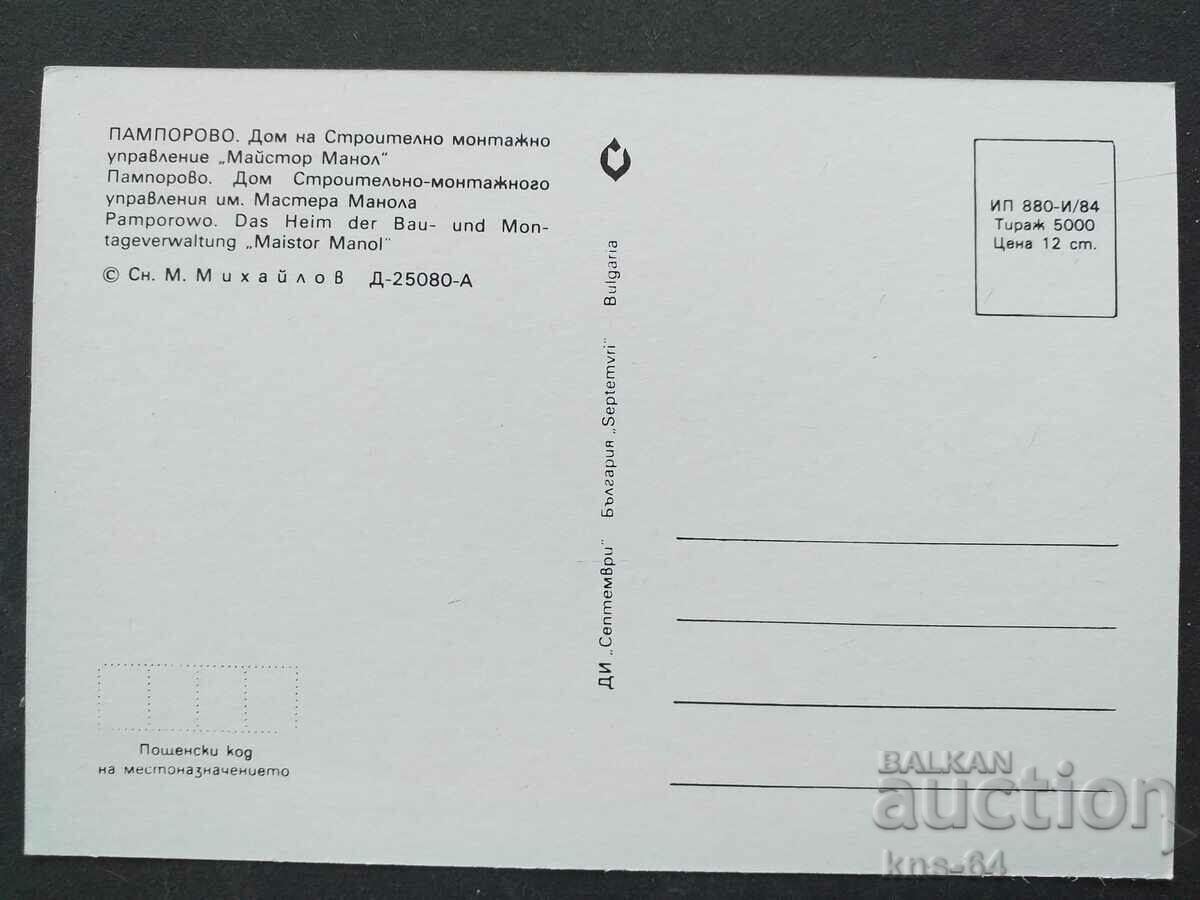 ПАМПОРОВО. Дом на Строително монтажно
управление „Майстор Манол"
Пампорово. Дом Строительно-монтажного
управления им. Мастера Манола
Pamporowo. Das Heim der Bau- und Mon-
tageverwaltung „Maistor Manol"
© Сн. М. Михайлов Д-25080-А
ДИ „Септември" България „Septemvri" Bulgaria
ИП 880-И/84
Тираж 5000
Цена 12 ст.
Пощенски код
на местоназначението
BALKAN
auction
kns-64